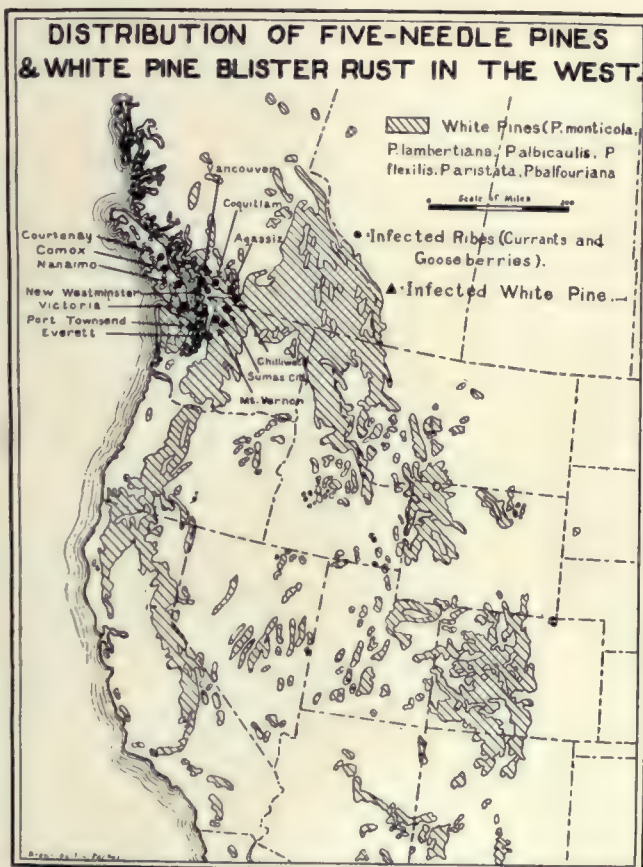 DISTRIBUTION OF FIVE-NEEDLE PINES
& WHITE PINE BLISTER RUST IN THE WEST.
White Pines (P. monticola,
P. lambertiana, P. albicaulis, P
flexilis, P. aristata, P. balfouriana
Scale of Miles
0 200
Infected Ribes (Currants and
Gooseberries).
Infected White Pine
Vancouver
Coquitlam
Agassiz
Courtenay
Comox
Nanaimo
New Westminster
Victoria
Port Townsend
Everett
Chilliwack
Sumas City
Mt. Vernon